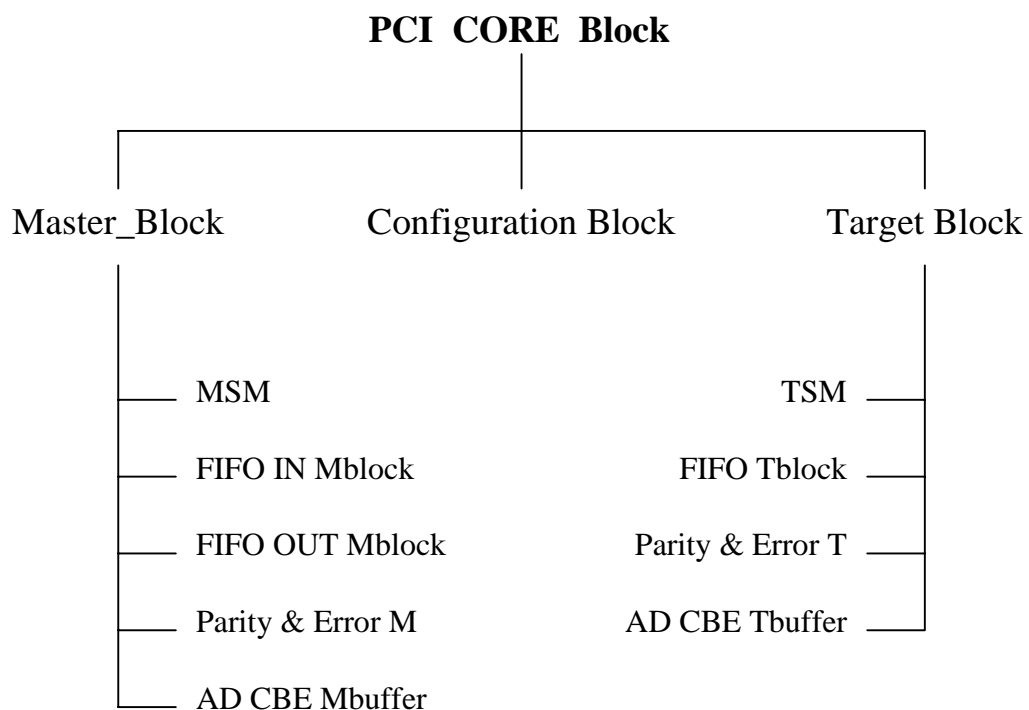 PCI CORE Block
Master_Block
Configuration Block
Target Block
MSM
FIFO IN Mblock
FIFO OUT Mblock
Parity & Error M
AD CBE Mbuffer
TSM
FIFO Tblock
Parity & Error T
AD CBE Tbuffer